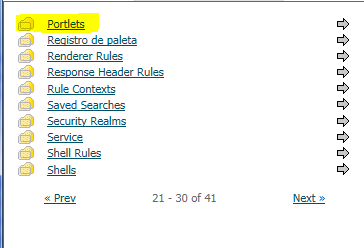 Portlets
Registro de paleta
Renderer Rules
Response Header Rules
Rule Contexts
Saved Searches
Security Realms
Service
Shell Rules
Shells
« Prev 21 - 30 of 41 Next »